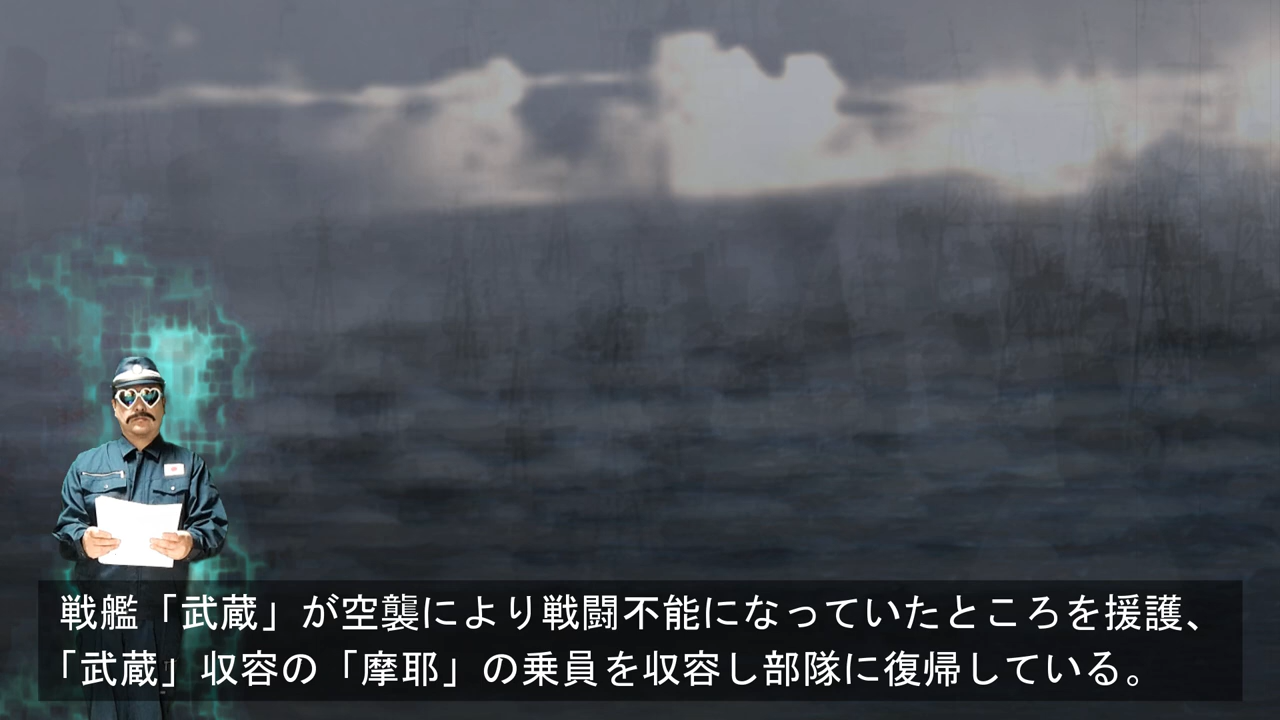 戦艦「武蔵」が空襲により戦闘不能になっていたところを援護、
「武蔵」収容の「摩耶」の乗員を収容し部隊に復帰している。